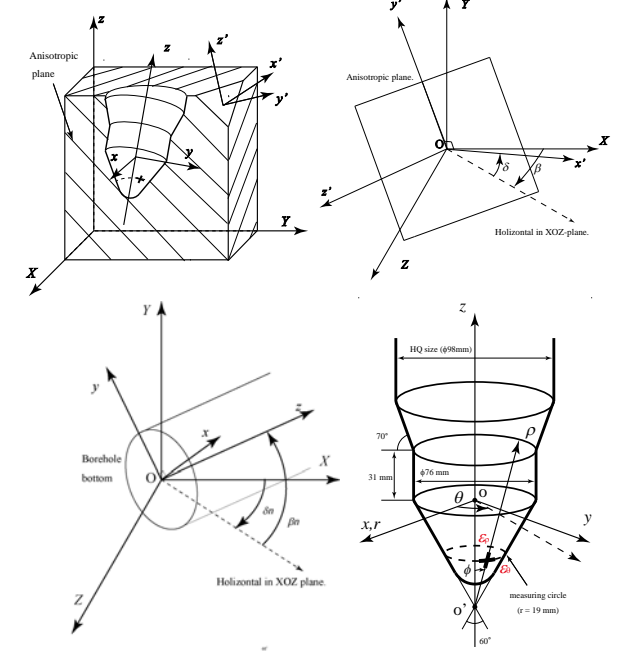 z
z
z'
x'
y'
Anisotropic
plane
x
y
Y
X
y'
Y
Anisotropic plane.
O
X
x'
δ
β
z'
Holizontal in XOZ-plane.
Z
Y
y
z
x
Borehole
bottom
O
X
δn
βn
Holizontal in XOZ plane.
Z
z
HQ size (ϕ98mm)
70°
ρ
31 mm
ϕ76 mm
O
θ
x,r
y
ερ
ϕ
εθ
measuring circle
(r = 19 mm)
O'
60°